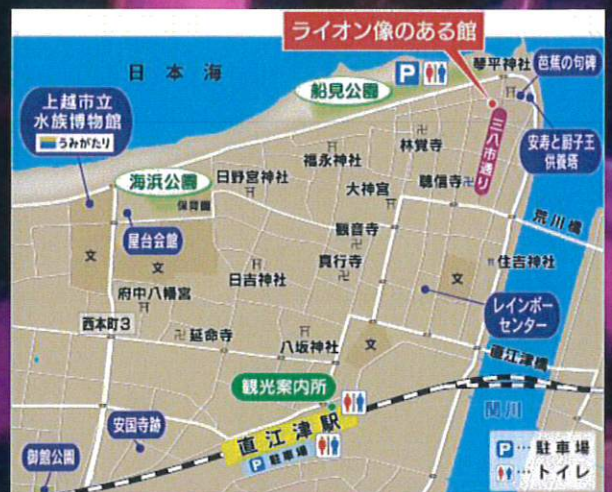 ライオン像のある館
日本海
船見公園
P
琴平神社
芭蕉の句碑
上越市立
水族博物館
うみがたり
三八市通り
安寿と厨子王
供養塔
林覚寺
福永神社
海浜公園
日野宮神社
保育園
大神宮
聴信寺
荒川橋
屋台会館
観音寺
文
文
真行寺
文
住吉神社
日吉神社
府中八幡宮
レインボー
センター
西本町3
延命寺
八坂神社
文
直江津橋
観光案内所
関川
安国寺跡
直江津駅
P 駐車場
御館公園
P…駐車場
…トイレ